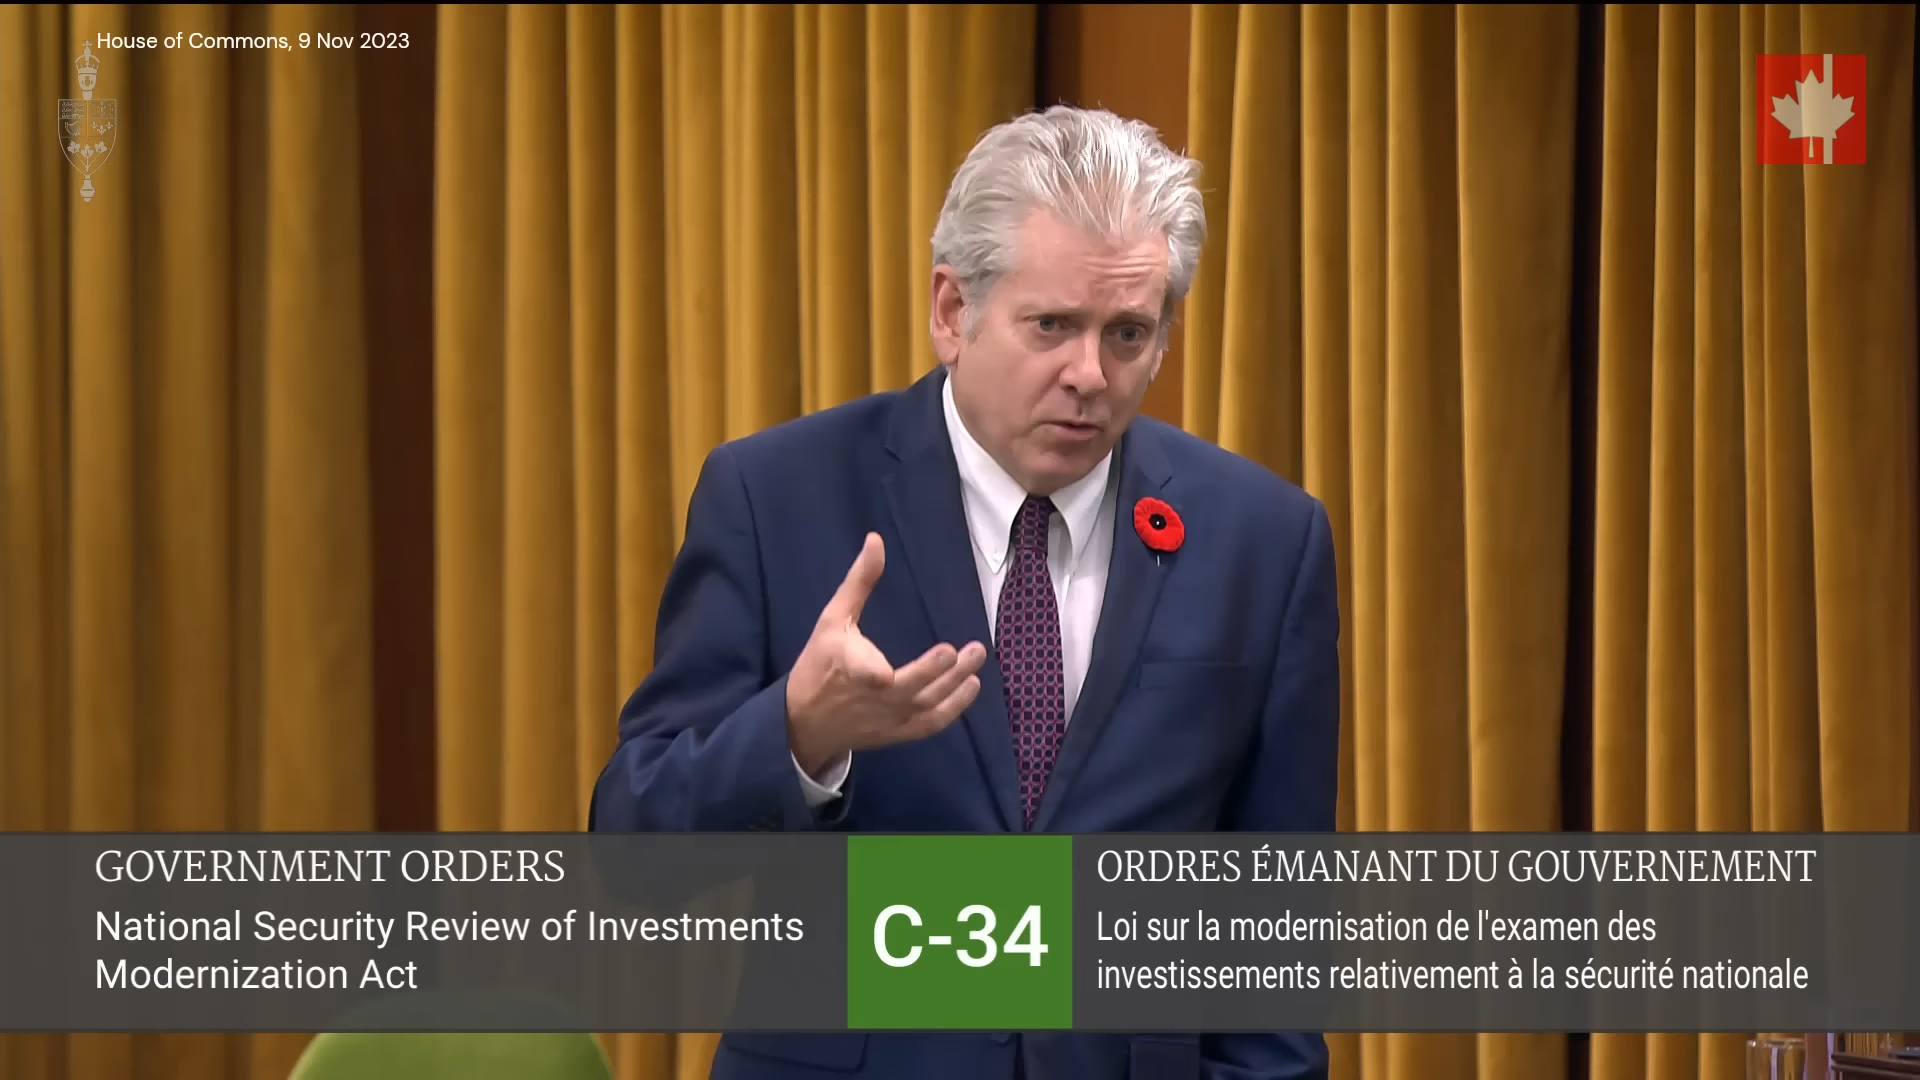 House of Commons, 9 Nov 2023
GOVERNMENT ORDERS
National Security Review of Investments
Modernization Act
C-34
ORDRES ÉMANANT DU GOUVERNEMENT
Loi sur la modernisation de l'examen des
investissements relativement à la sécurité nationale